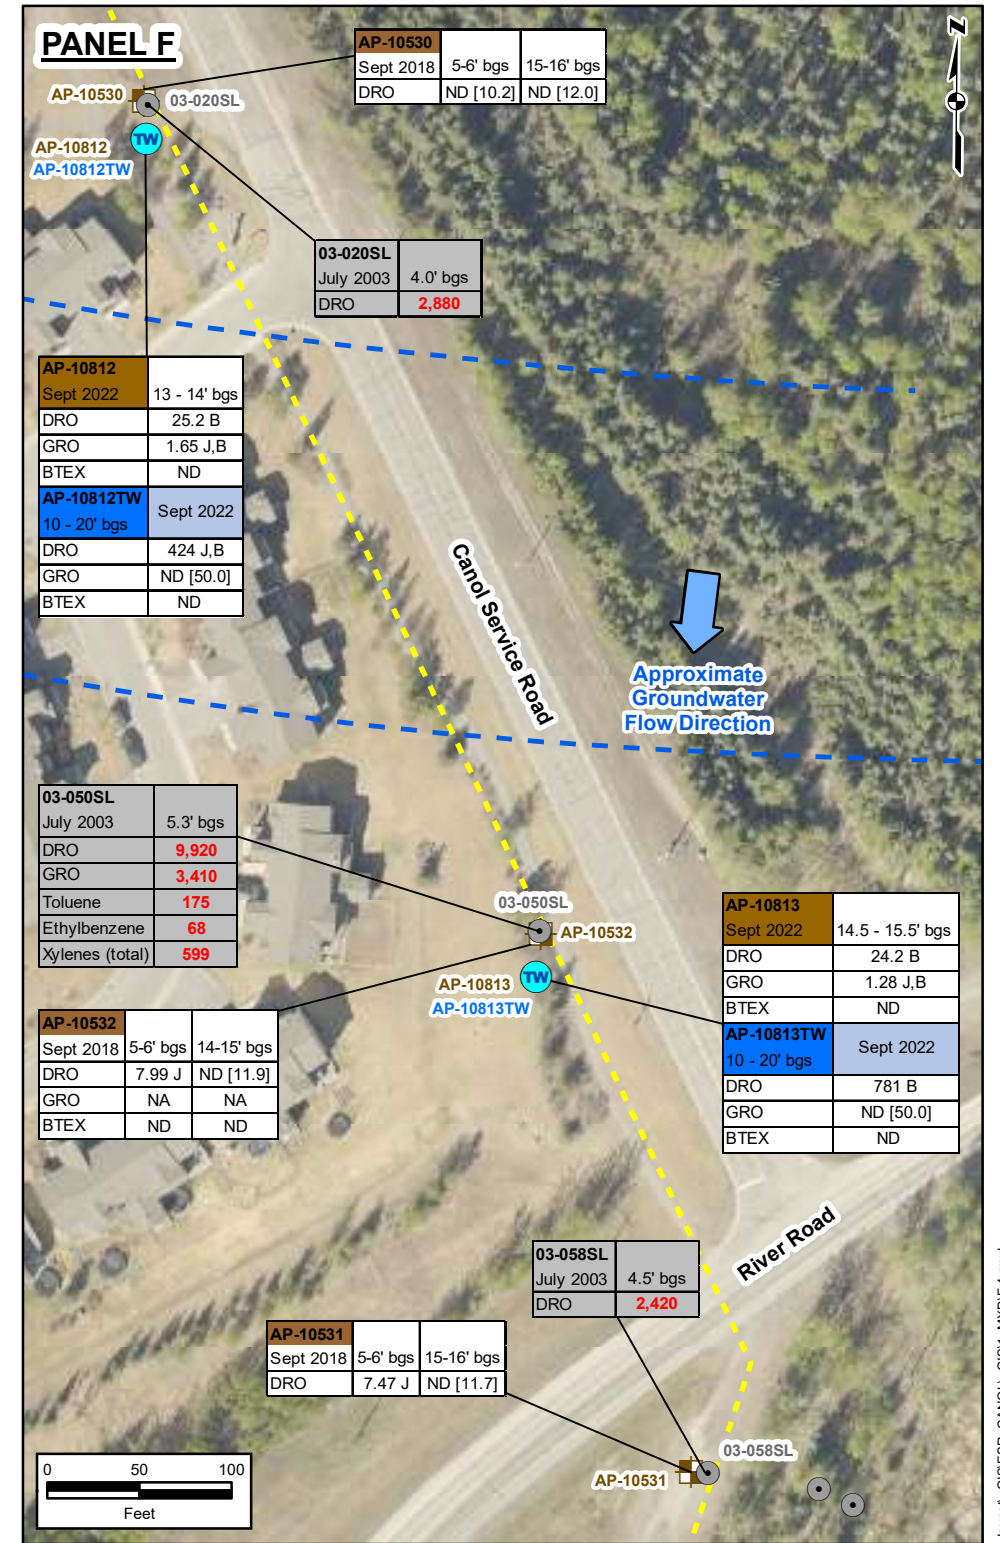 PANEL F
N
AP-10530
Sept 2018 5-6' bgs 15-16' bgs
DRO ND [10.2] ND [12.0]
AP-10530
03-020SL
AP-10812
AP-10812TW
TW
03-020SL
July 2003 4.0' bgs
DRO 2,880
AP-10812
Sept 2022 13 - 14' bgs
DRO 25.2 B
GRO 1.65 J,B
BTEX ND
AP-10812TW
10 - 20' bgs Sept 2022
DRO 424 J,B
GRO ND [50.0]
BTEX ND
Canol Service Road
Approximate
Groundwater
Flow Direction
03-050SL
July 2003 5.3' bgs
DRO 9,920
GRO 3,410
Toluene 175
Ethylbenzene 68
Xylenes (total) 599
03-050SL
AP-10532
AP-10813
AP-10813TW
TW
AP-10813
Sept 2022 14.5 - 15.5' bgs
DRO 24.2 B
GRO 1.28 J,B
BTEX ND
AP-10813TW
10 - 20' bgs Sept 2022
DRO 781 B
GRO ND [50.0]
BTEX ND
AP-10532
Sept 2018 5-6' bgs 14-15' bgs
DRO 7.99 J ND [11.9]
GRO NA NA
BTEX ND ND
River Road
03-058SL
July 2003 4.5' bgs
DRO 2,420
AP-10531
Sept 2018 5-6' bgs 15-16' bgs
DRO 7.47 J ND [11.7]
03-058SL
AP-10531
0 50 100
Feet